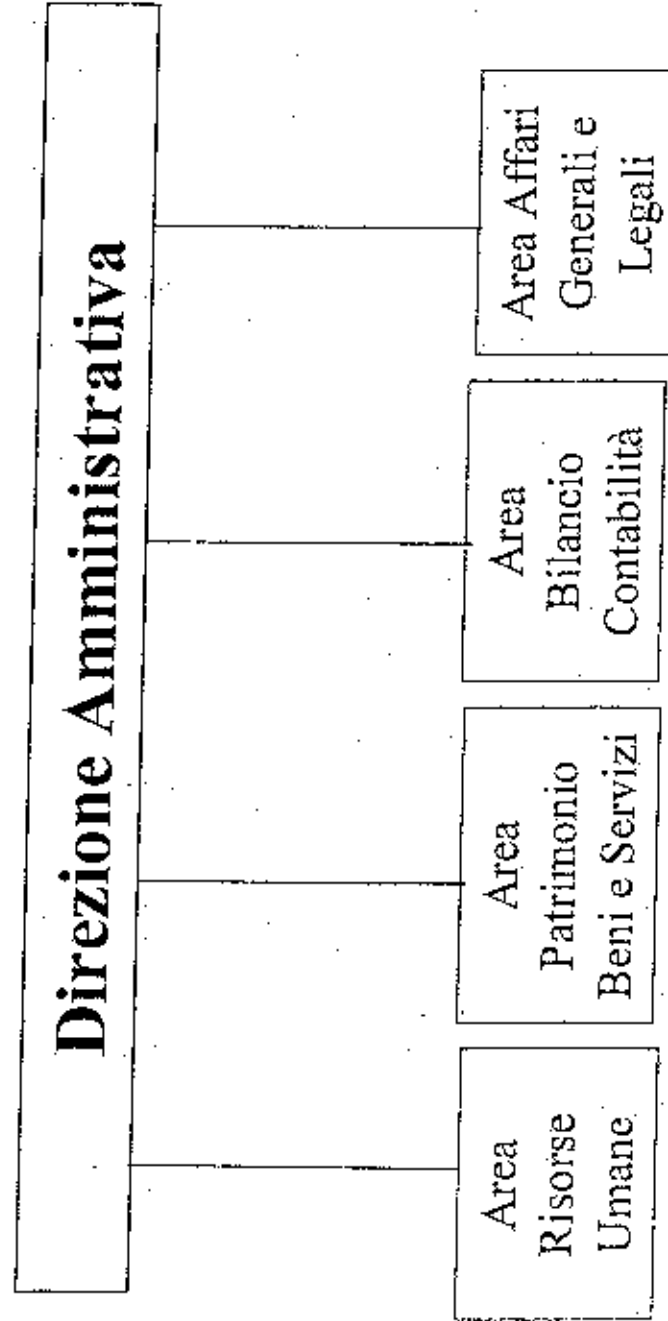 Direzione Amministrativa
Area
Risorse
Umane
Area
Patrimonio
Beni e Servizi
Area
Bilancio
Contabilità
Area Affari
Generali e
Legali